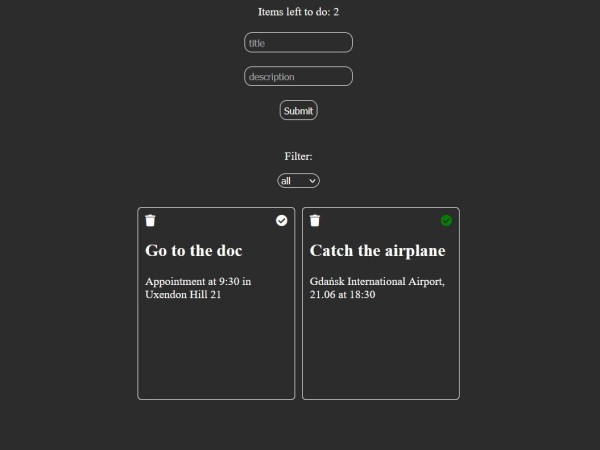 Items left to do: 2
title
description
Submit
Filter:
all
Go to the doc
Appointment at 9:30 in
Uxendon Hill 21
Catch the airplane
Gdańsk International Airport,
21.06 at 18:30